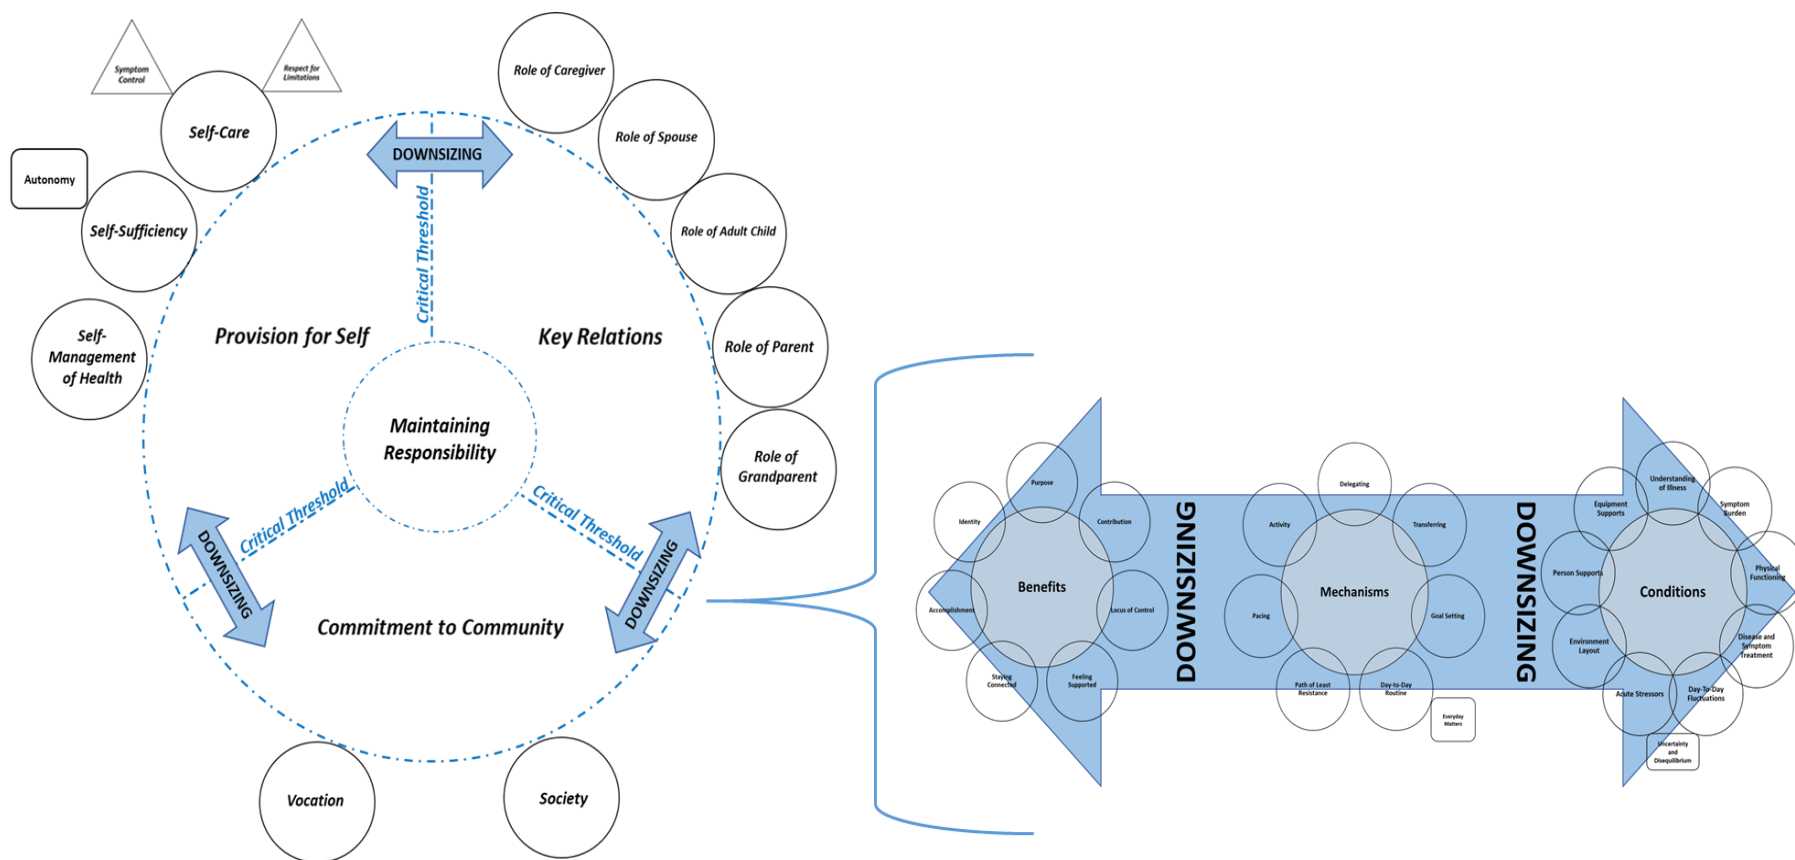 Symptom
Control
Respect for
Limitations
Self-Care
Autonomy
Self-Sufficiency
Self-
Management
of Health
Role of Caregiver
Role of Spouse
Role of Adult Child
Role of Parent
Role of
Grandparent
DOWNSIZING
Critical Threshold
Provision for Self
Key Relations
Maintaining
Responsibility
Critical Threshold
DOWNSIZING
Critical Threshold
DOWNSIZING
Commitment to Community
Vocation
Society
Purpose
Identity
Contribution
Benefits
Accomplishment
Locus of Control
Staying
Connected
Feeling
Supported
DOWNSIZING
Delegating
Activity
Transferring
Mechanisms
Pacing
Goal Setting
Path of Least
Resistance
Day-to-Day
Routine
Everyday
Matters
DOWNSIZING
Understanding
of Illness
Equipment
Supports
Symptom
Burden
Person Supports
Physical
Functioning
Conditions
Environment
Layout
Disease and
Symptom
Treatment
Acute Stressors
Day-To-Day
Fluctuations
Uncertainty
and
Disequilibrium